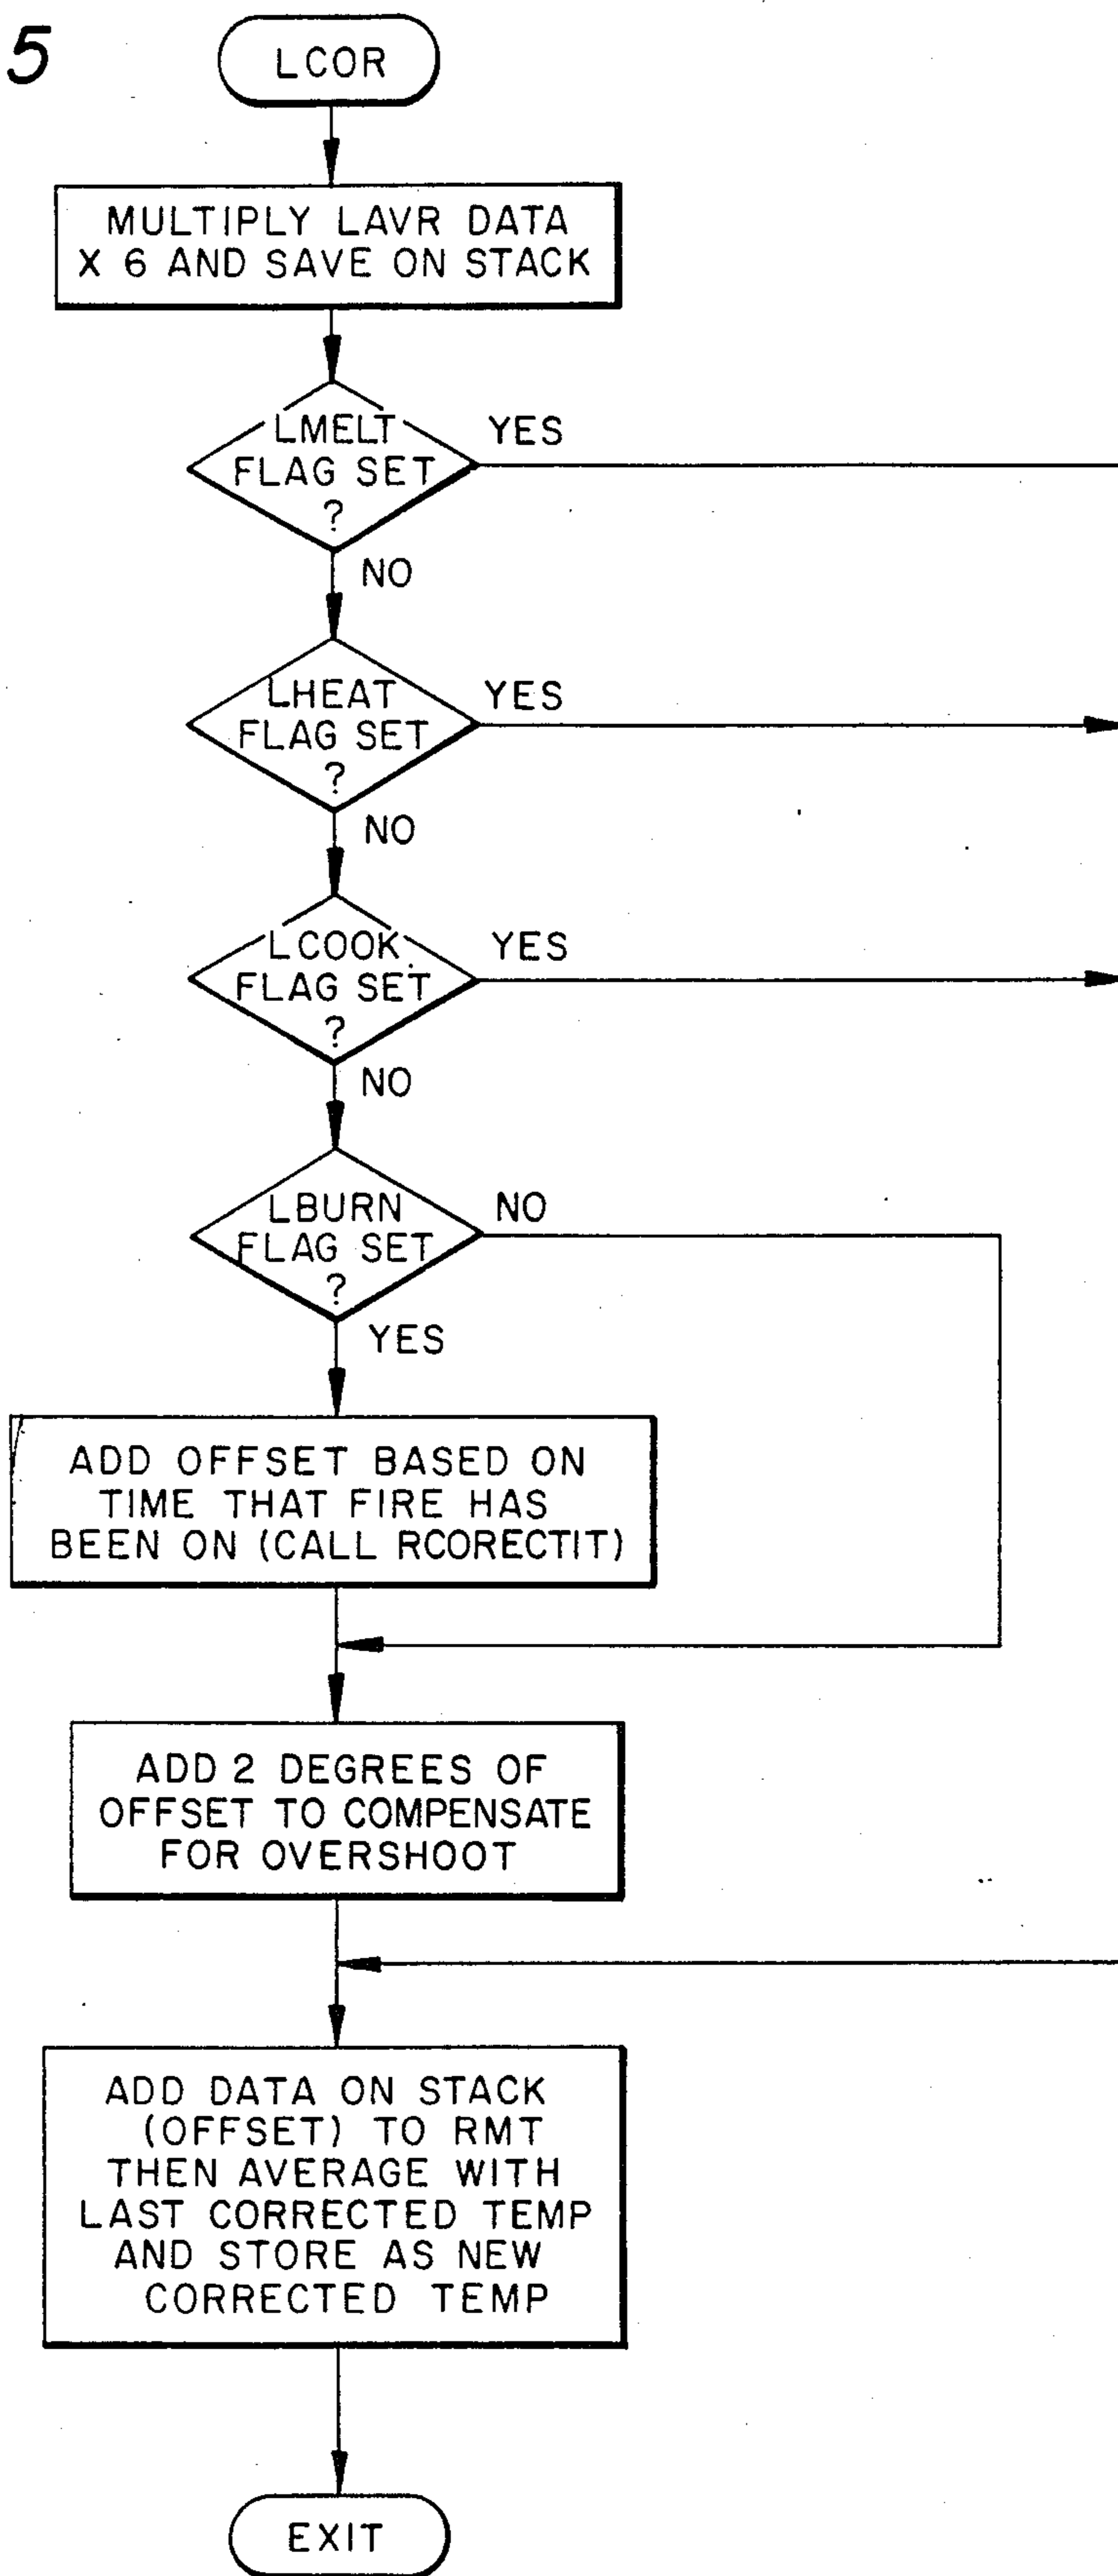 5
LCOR
MULTIPLY LAVR DATA
X 6 AND SAVE ON STACK
LMELT
FLAG SET
?
YES
NO
LHEAT
FLAG SET
?
YES
NO
LCOOK
FLAG SET
?
YES
NO
LBURN
FLAG SET
?
NO
YES
ADD OFFSET BASED ON
TIME THAT FIRE HAS
BEEN ON (CALL RCORECTIT)
ADD 2 DEGREES OF
OFFSET TO COMPENSATE
FOR OVERSHOOT
ADD DATA ON STACK
(OFFSET) TO RMT
THEN AVERAGE WITH
LAST CORRECTED TEMP
AND STORE AS NEW
CORRECTED TEMP
EXIT